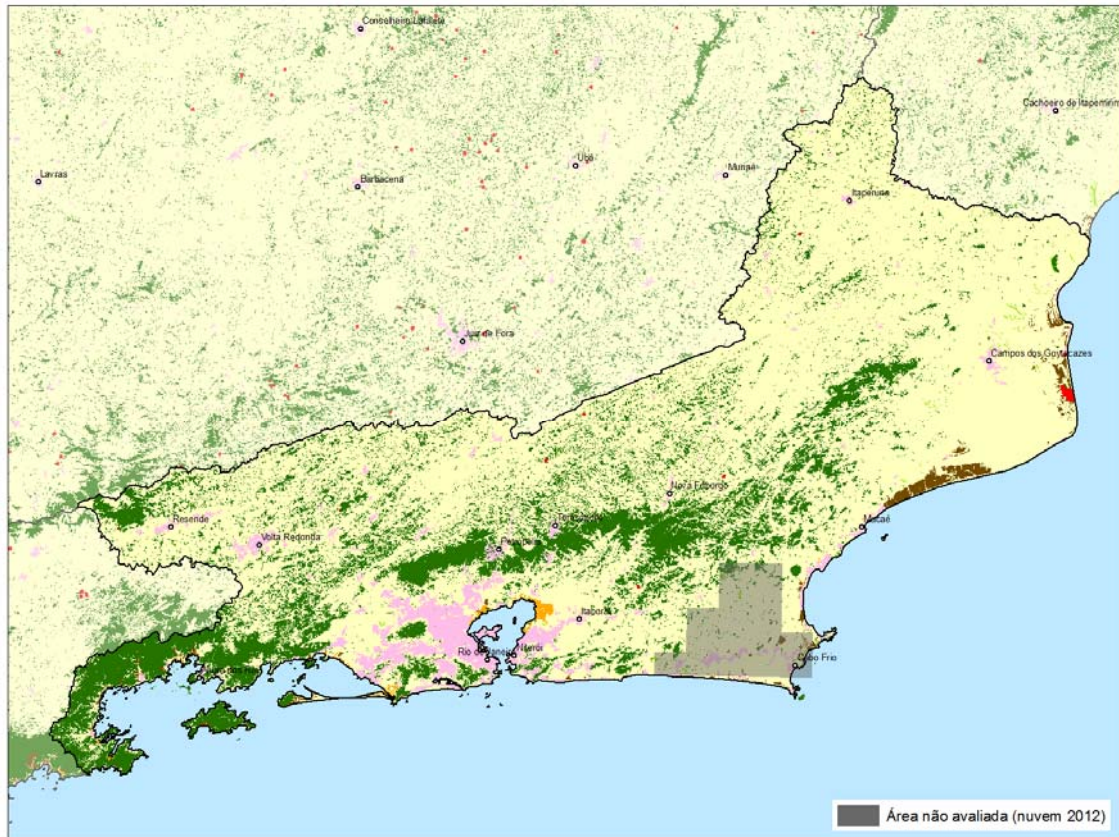 Conselheiro Lafaiete
Cachoeiro de Itapemirim
Ubá
Muriaé
Lavras
Barbacena
Itaperuna
Juiz de Fora
Campos dos Goytacazes
Nova Friburgo
Resende
Macaé
Volta Redonda
Itaboraí
Niterói
Rio de Janeiro
Cabo Frio
Área não avaliada (nuvem 2012)